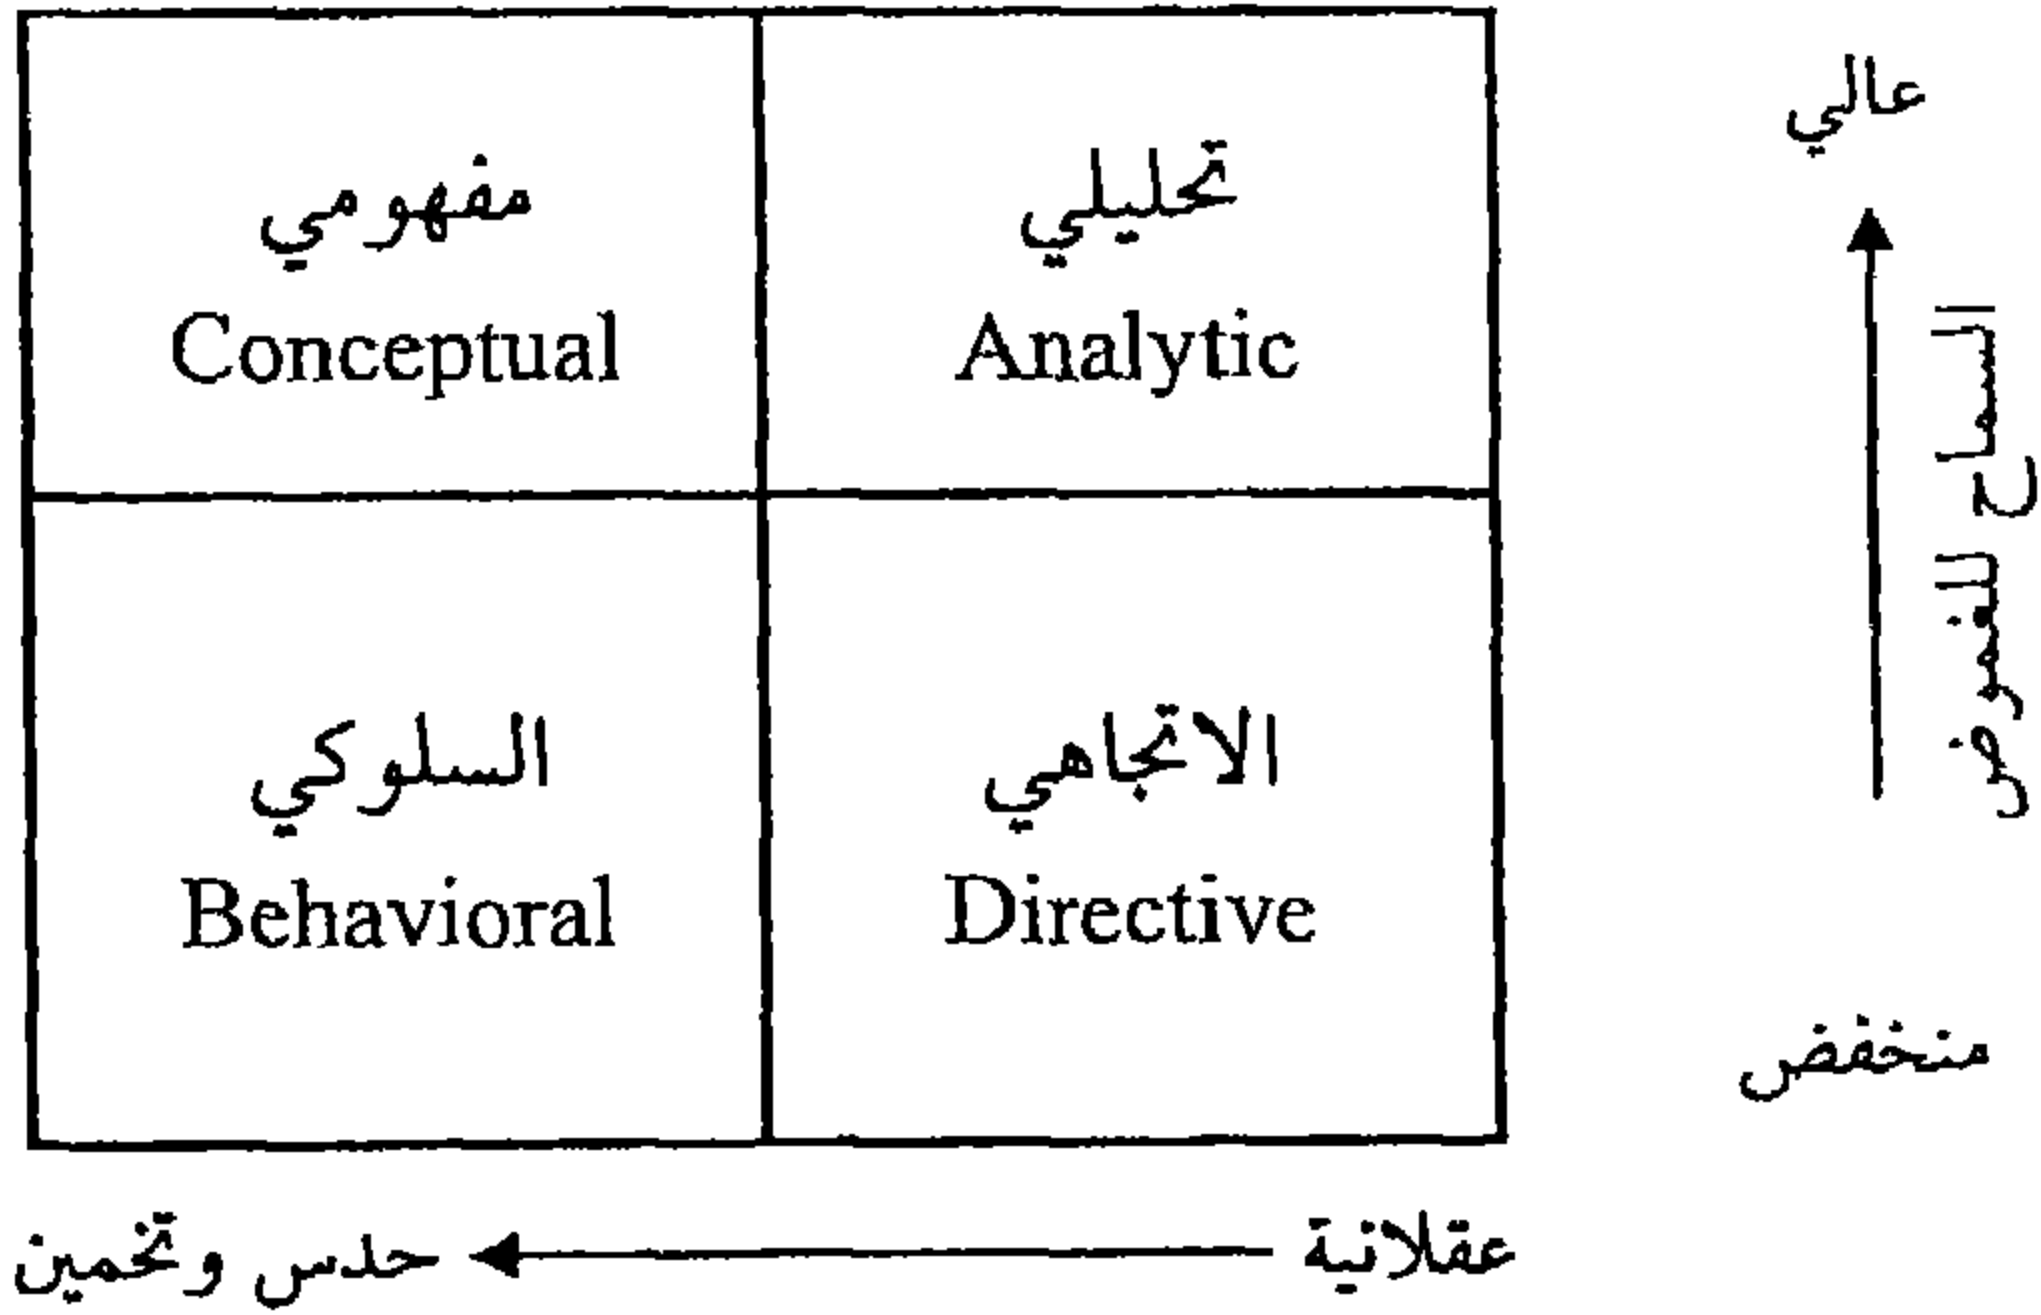 عالي
تحليلي
Analytic
مفهومي
Conceptual
السماح للغموض
الاتجاهي
Directive
السلوكي
Behavioral
منخفض
عقلانية
حدس وتخمين